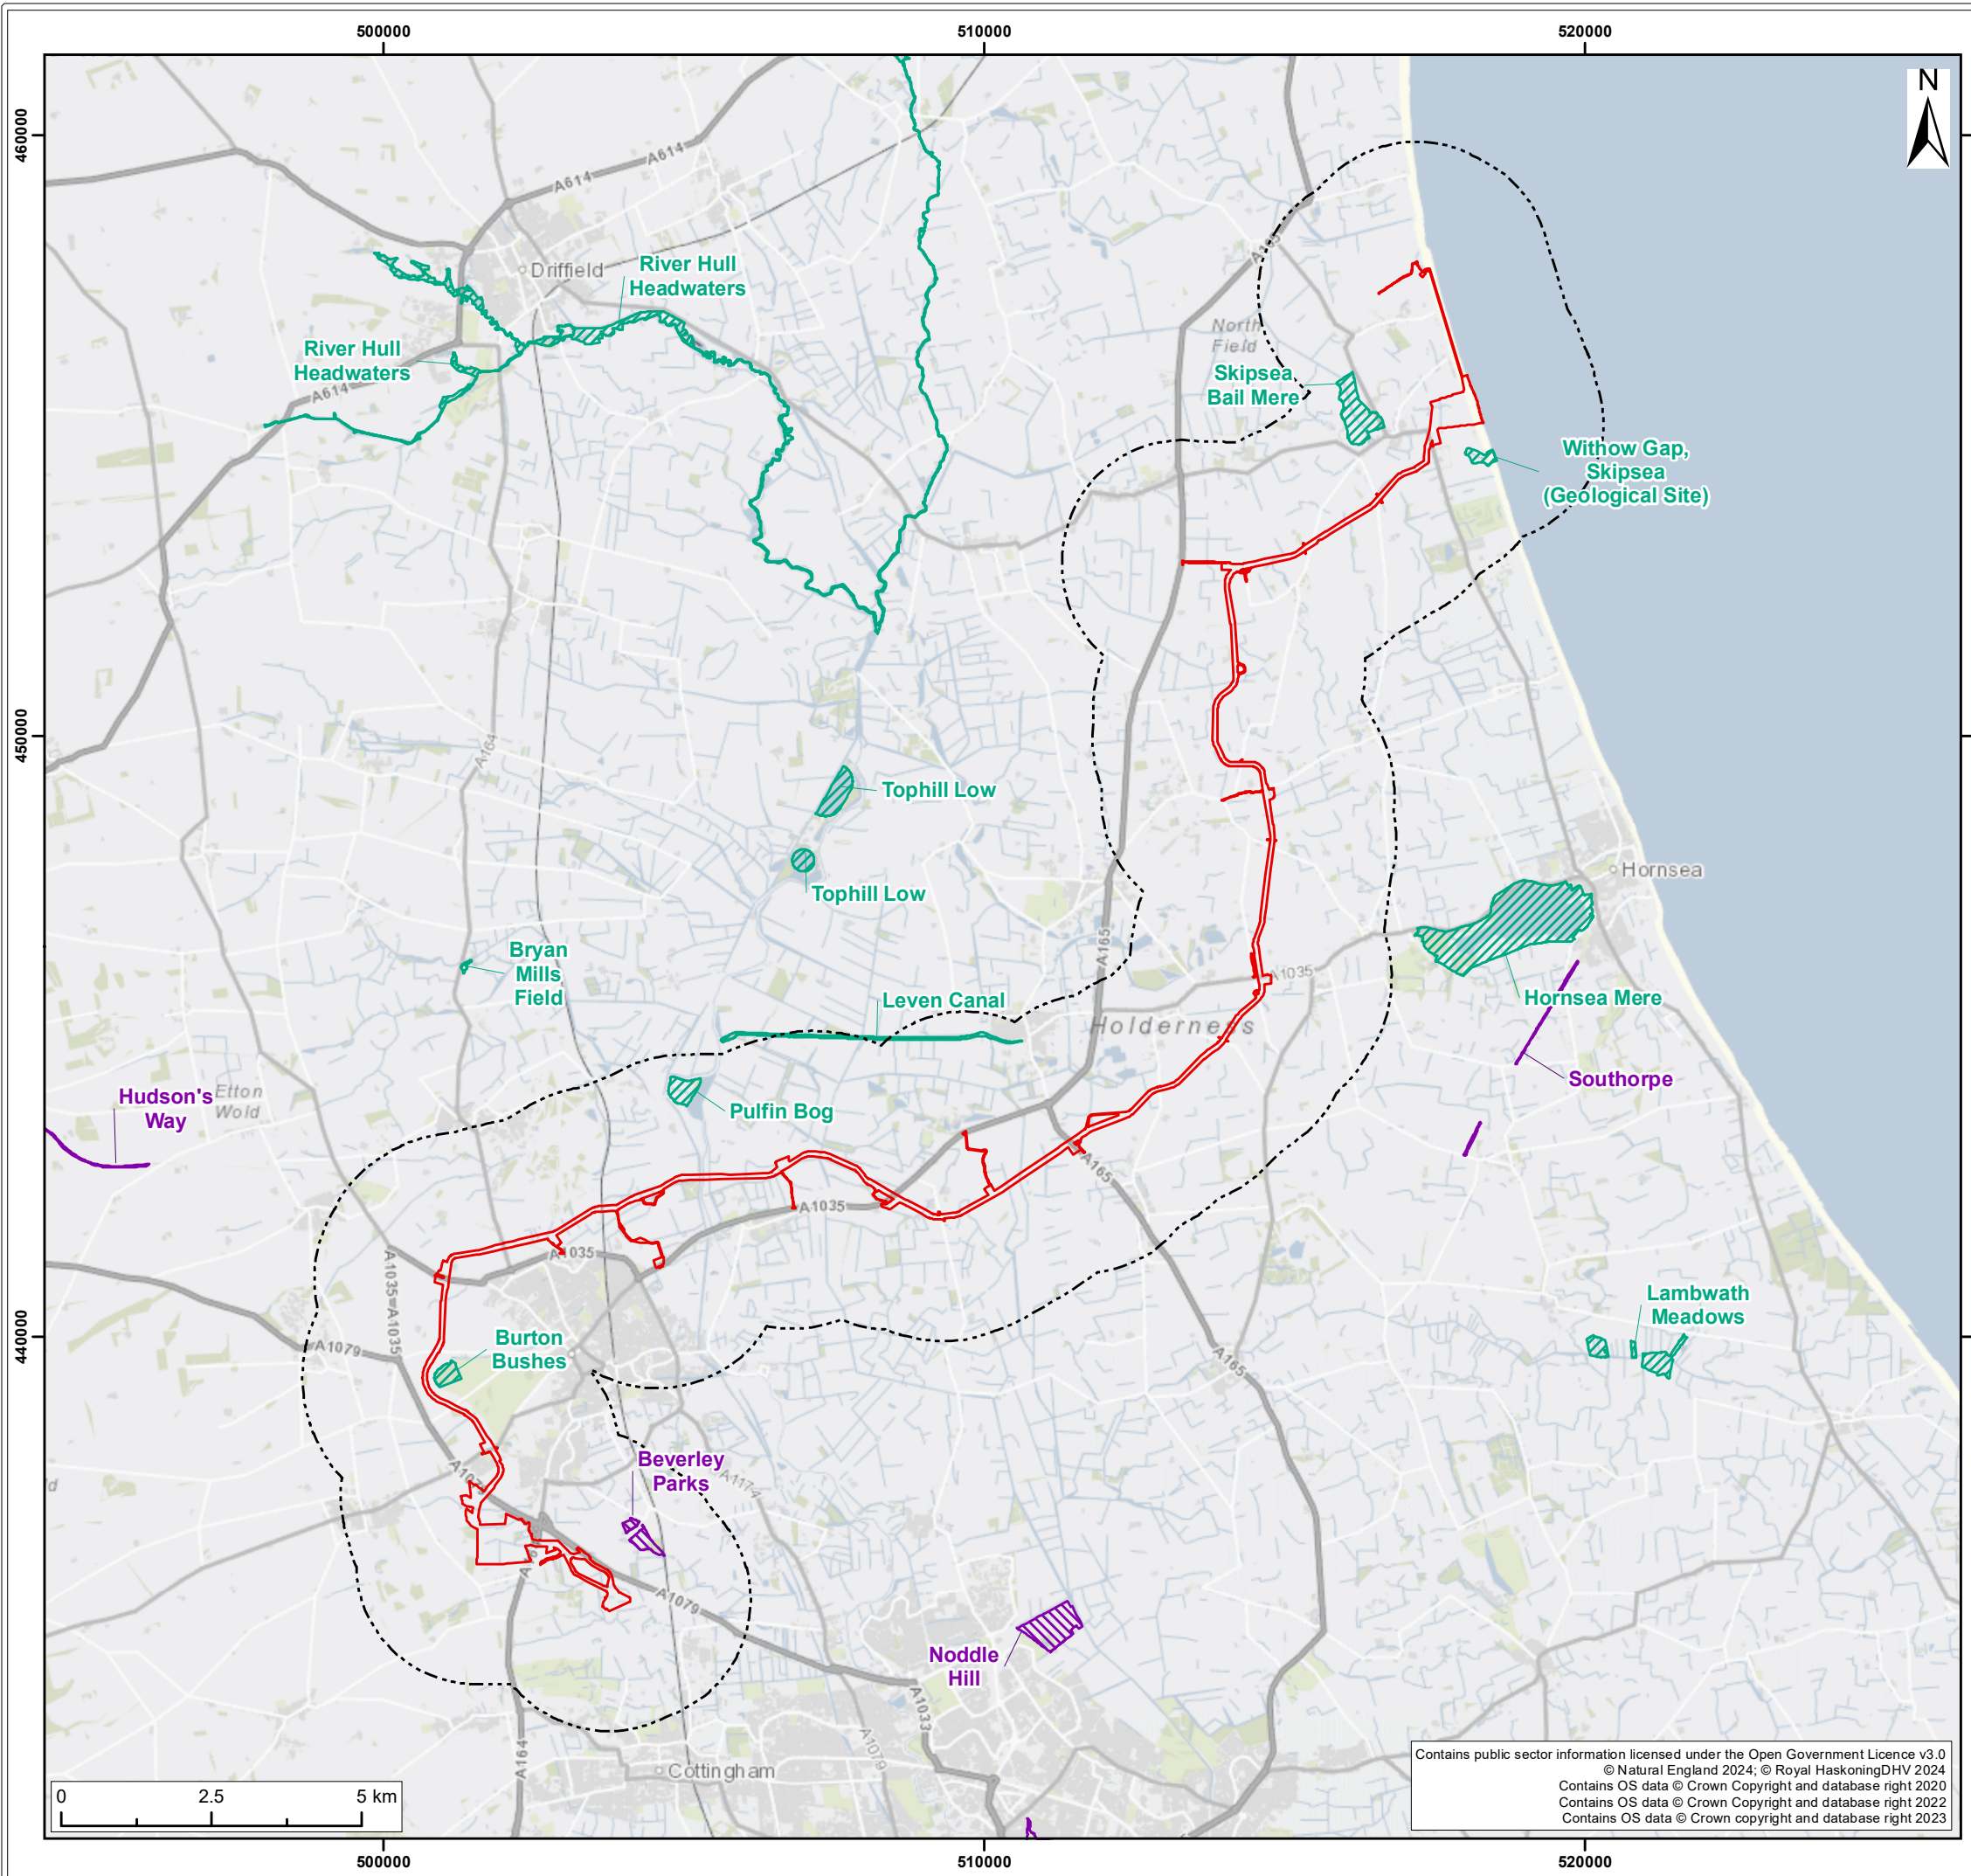 500000
510000
520000
460000
450000
440000
N
A614
A614
Driffield
River Hull
Headwaters
River Hull
Headwaters
A614
A165
North
Field
Skipsea
Bail Mere
Withow Gap,
Skipsea
(Geological Site)
A164
Tophill Low
Tophill Low
Hornsea
Bryan
Mills
Field
A165
A1035
Leven Canal
Hornsea Mere
Holderness
Hudson's
Way
Etton
Wold
Pulfin Bog
Southorpe
A165
A1035
A1035
A1035
A1035
A1079
Burton
Bushes
Lambwath
Meadows
A165
Beverley
Parks
A1079
A1174
ld
A1079
Noddle
Hill
A1033
A1079
A164
Cottingham
0
2.5
5 km
Contains public sector information licensed under the Open Government Licence v3.0
© Natural England 2024; © Royal HaskoningDHV 2024
Contains OS data © Crown Copyright and database right 2020
Contains OS data © Crown Copyright and database right 2022
Contains OS data © Crown copyright and database right 2023
500000
510000
520000